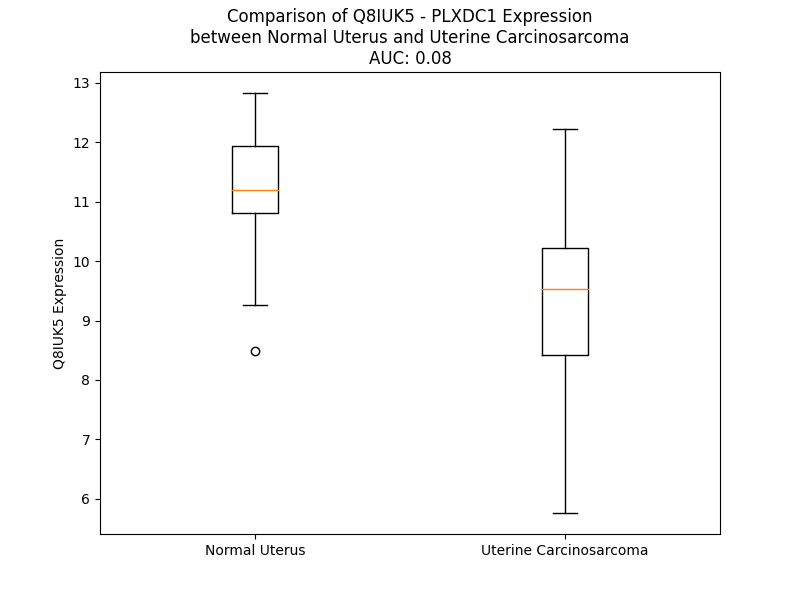 Comparison of Q8IUK5 - PLXDC1 Expression
between Normal Uterus and Uterine Carcinosarcoma
AUC: 0.08
13
12
11
10
9
8
7
6
Q8IUK5 Expression
Normal Uterus
Uterine Carcinosarcoma